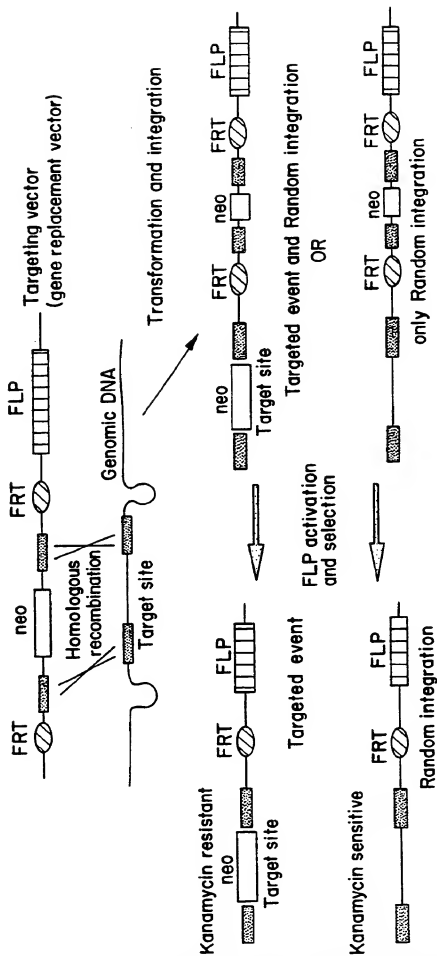 Targeting vector
(gene replacement vector)
FRT
neo
FRT
FLP
Homologous
recombination
Genomic DNA
Target site
Transformation and integration
neo
Target site
FRT
neo
FRT
FLP
Targeted event and Random integration
OR
FRT
neo
FRT
FLP
only Random integration
FLP activation
and selection
Kanamycin resistant
neo
Target site
FRT
FLP
Targeted event
Kanamycin sensitive
FRT
FLP
Random integration